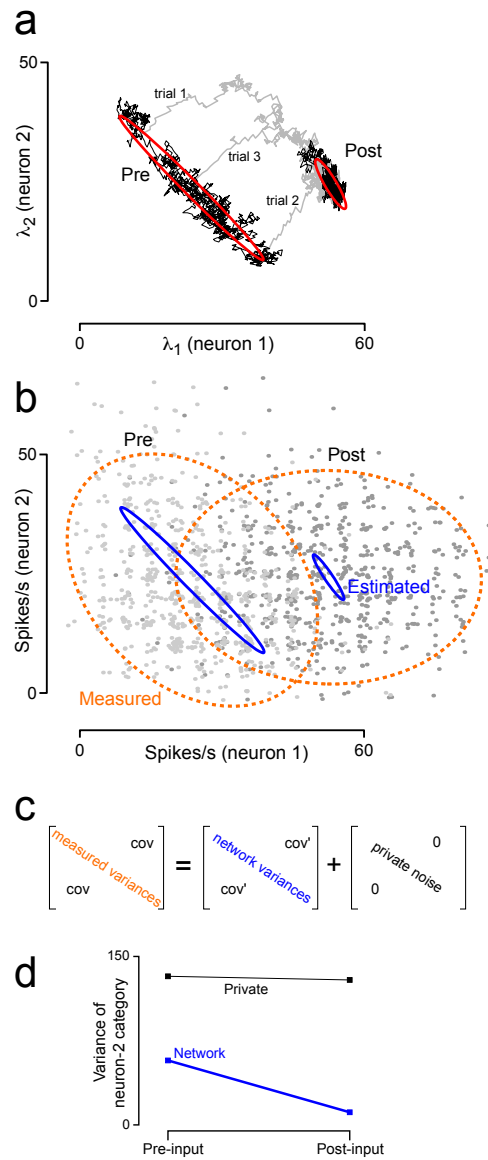 a
50
trial 1
trial 3
Pre
Post
trial 2
λ2 (neuron 2)
0
0
60
λ1 (neuron 1)
b
Pre
Post
50
Spikes/s (neuron 2)
Estimated
0
Measured
0
60
Spikes/s (neuron 1)
c
cov
measured variances
cov
=
cov'
network variances
cov'
+
0
private noise
0
d
150
Private
Variance of
neuron-2 category
Network
0
Pre-input
Post-input